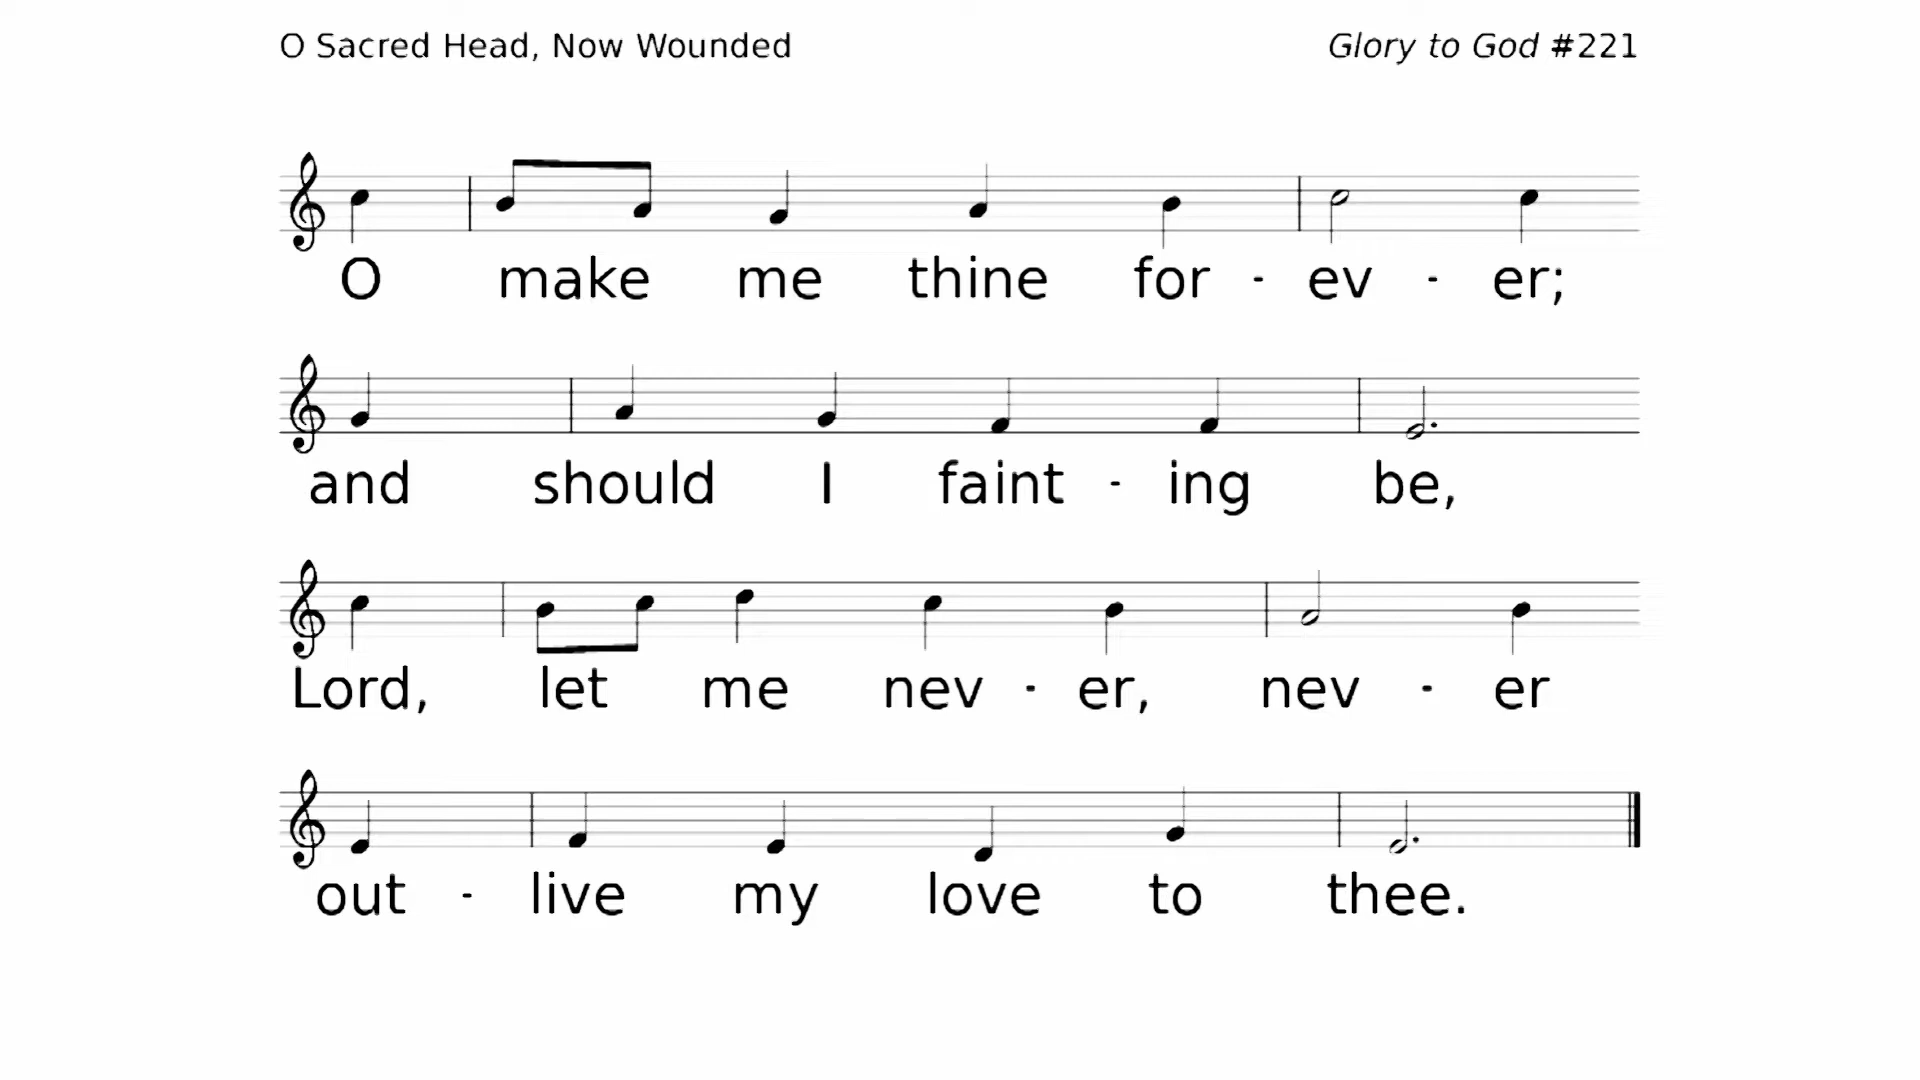 O Sacred Head, Now Wounded Glory to God #221
O make me thine for - ev - er;
and should I faint - ing be,
Lord, let me nev - er, nev - er
out - live my love to thee.